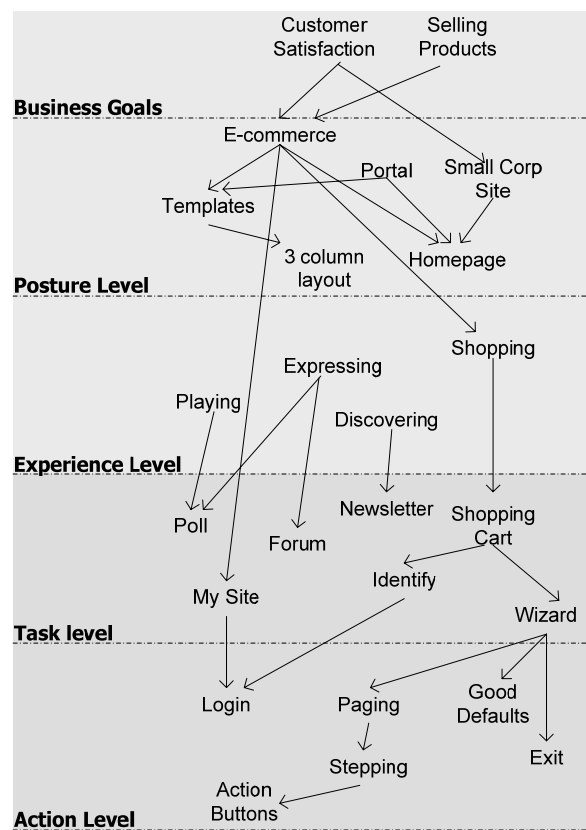 Customer
Satisfaction
Selling
Products
Business Goals
E-commerce
Portal
Small Corp
Site
Templates
3 column
layout
Homepage
Posture Level
Shopping
Expressing
Playing
Discovering
Experience Level
Newsletter
Shopping
Cart
Poll
Forum
Identify
My Site
Wizard
Task level
Login
Paging
Good
Defaults
Exit
Stepping
Action
Buttons
Action Level